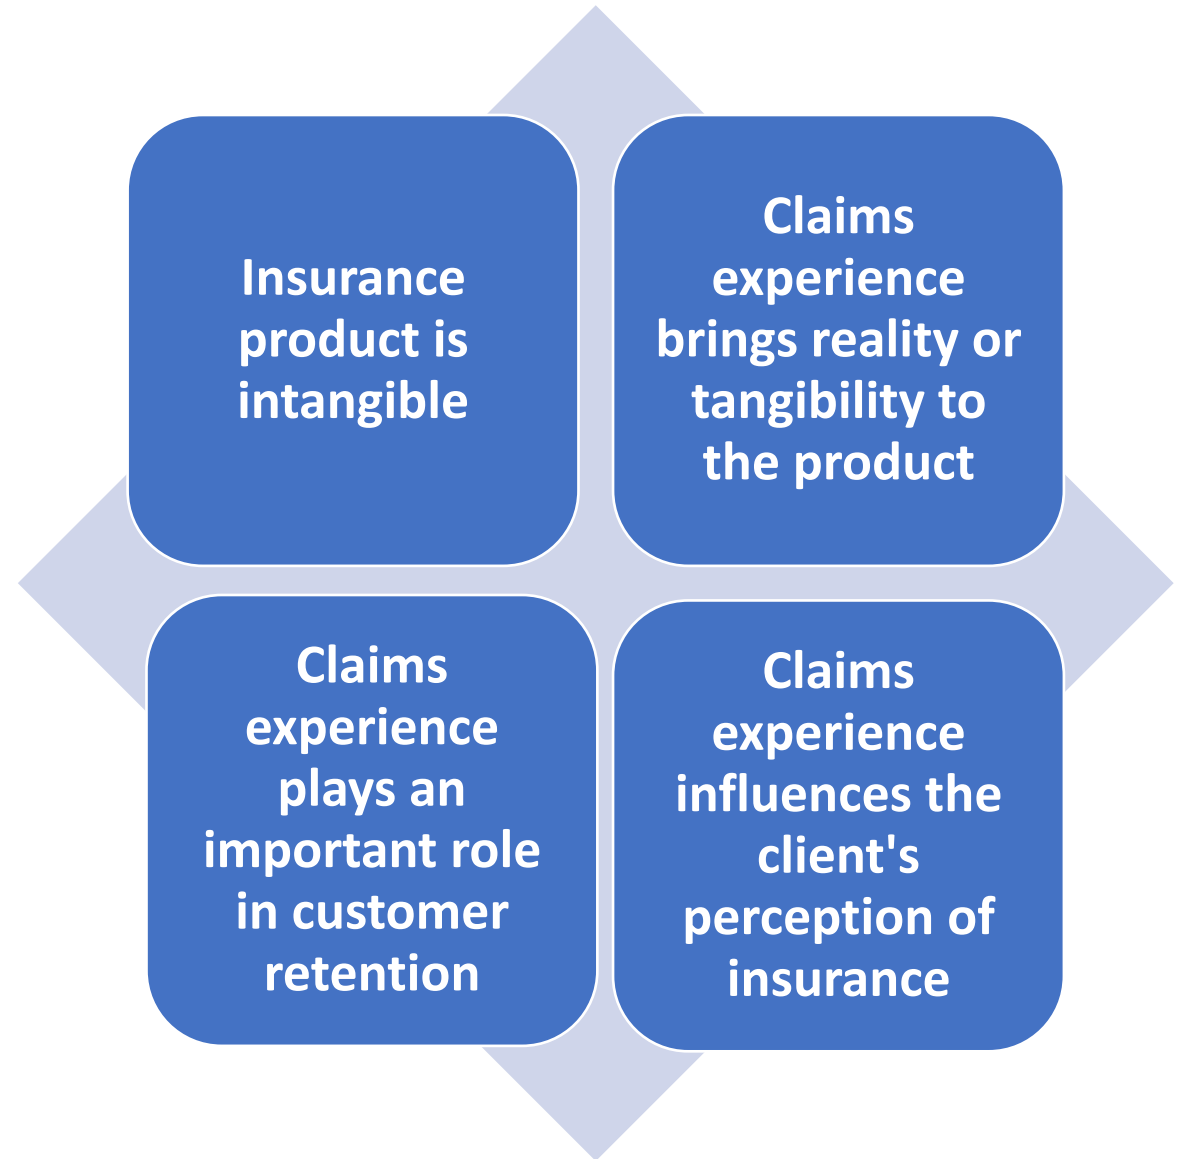 Insurance
product is
intangible
Claims
experience
brings reality or
tangibility to
the product
Claims
experience
plays an
important role
in customer
retention
Claims
experience
influences the
client's
perception of
insurance